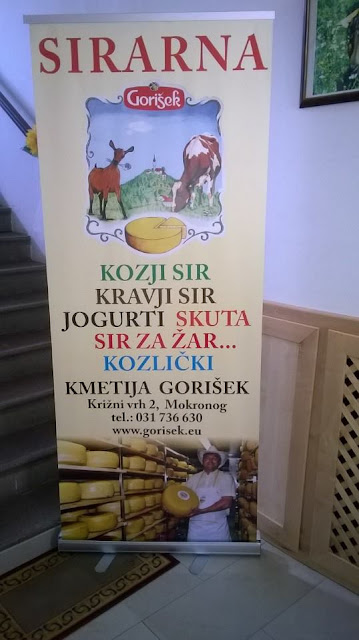 SIRARNA
Gorišek
KOZJI SIR
KRAVJI SIR
JOGURTI SKUTA
SIR ZA ŽAR...
KOZLIČKI
KMETIJA GORIŠEK
Križni vrh 2, Mokronog
tel.: 031 736 630
www.gorisek.eu